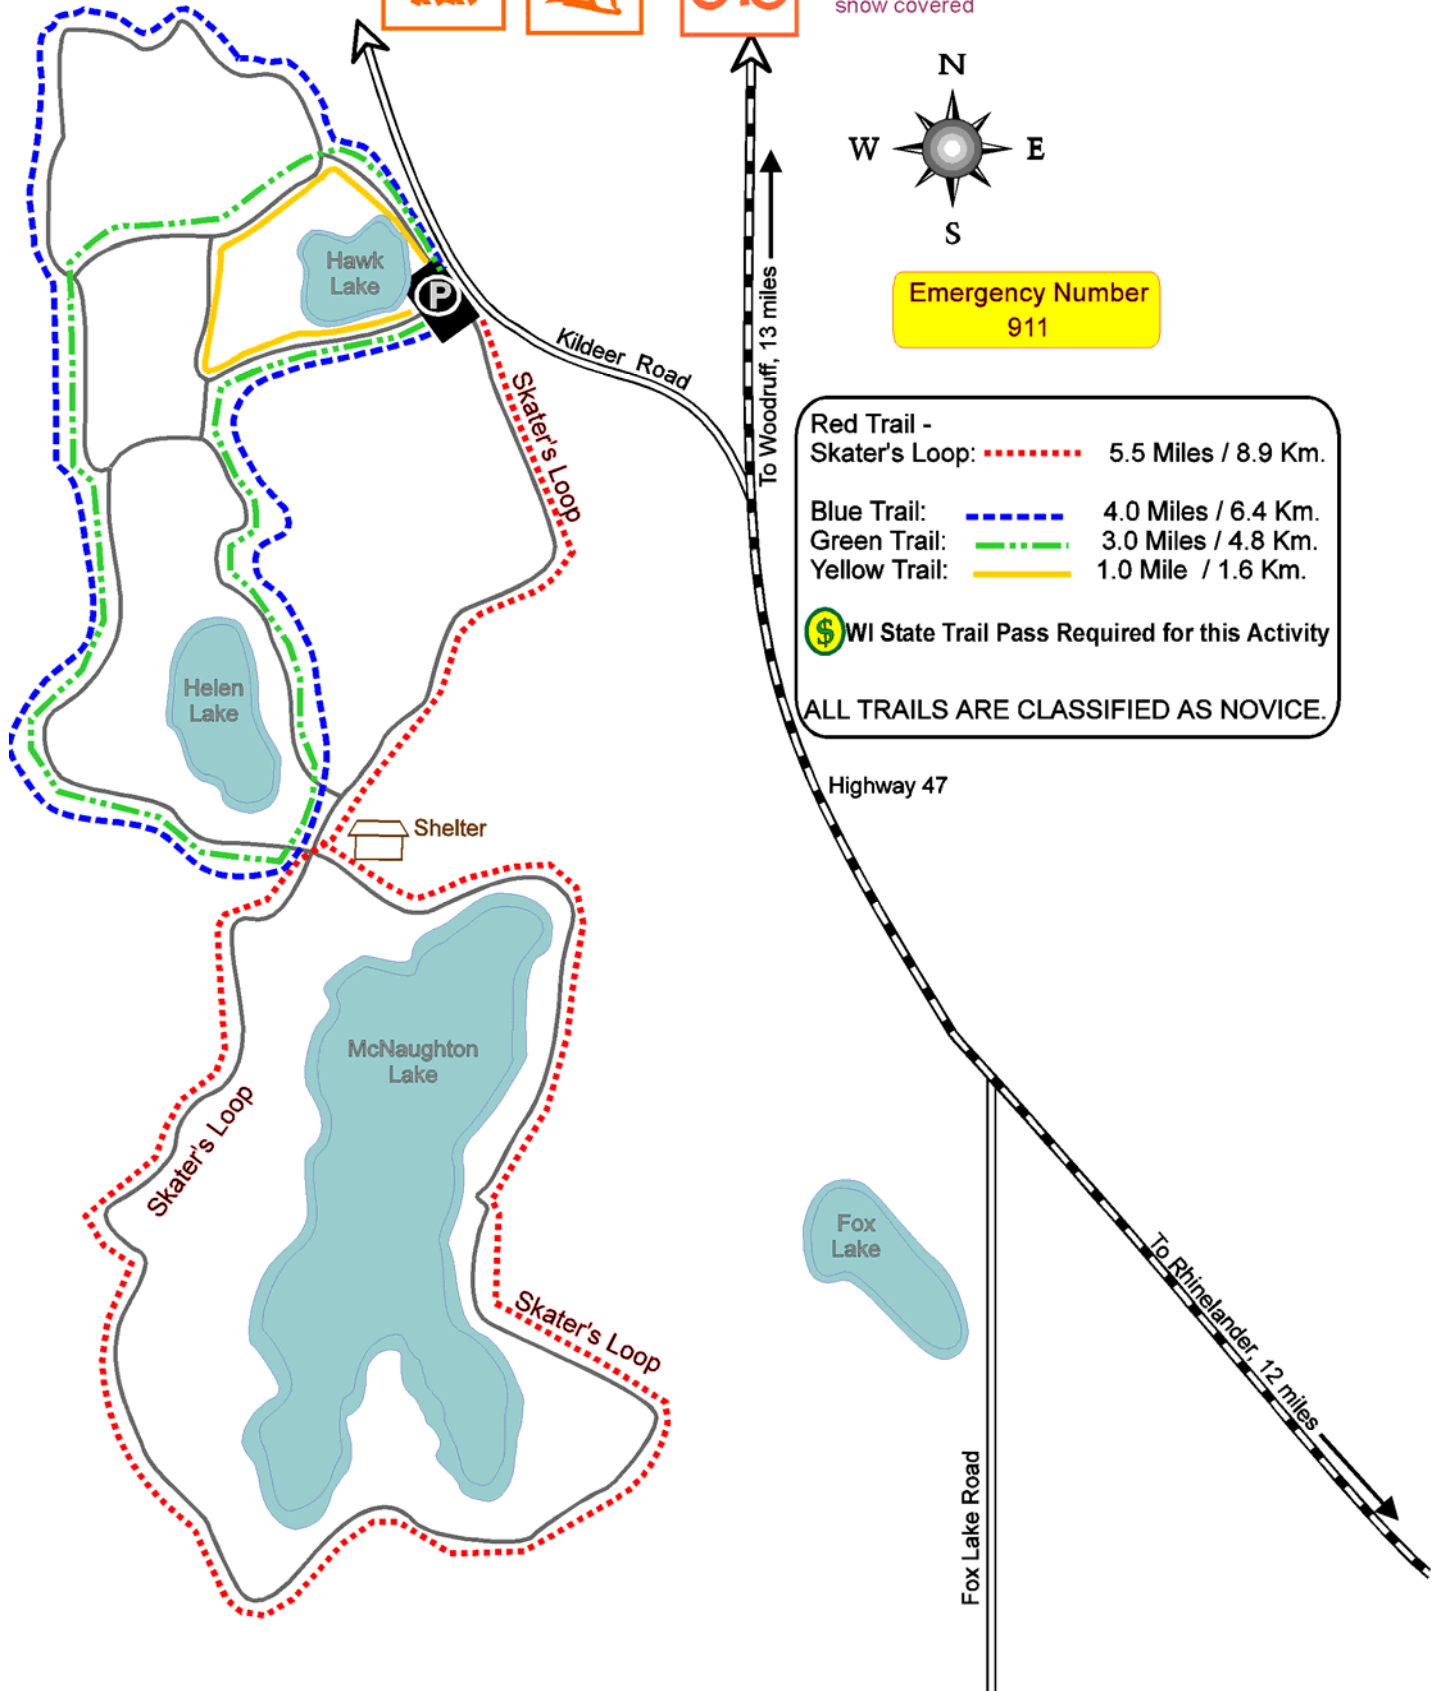 snow covered
N
W
E
S
Emergency Number
911
Hawk
Lake
P
Kildeer Road
To Woodruff, 13 miles
Skater's Loop
Red Trail -
Skater's Loop: 5.5 Miles / 8.9 Km.
Blue Trail: 4.0 Miles / 6.4 Km.
Green Trail: 3.0 Miles / 4.8 Km.
Yellow Trail: 1.0 Mile / 1.6 Km.
$ WI State Trail Pass Required for this Activity
ALL TRAILS ARE CLASSIFIED AS NOVICE.
Helen
Lake
Highway 47
Shelter
McNaughton
Lake
Skater's Loop
Fox
Lake
Skater's Loop
To Rhinelander, 12 miles
Fox Lake Road